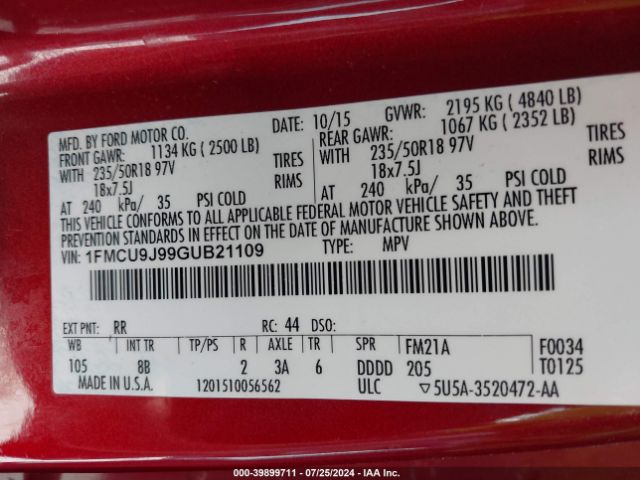 MFD. BY FORD MOTOR CO. DATE: 10/15 GVWR: 2195 KG ( 4840 LB)
FRONT GAWR: 1134 KG ( 2500 LB) REAR GAWR: 1067 KG ( 2352 LB)
WITH 235/50R18 97V TIRES WITH 235/50R18 97V TIRES
18x7.5J RIMS 18x7.5J RIMS
AT 240 kPa/ 35 PSI COLD AT 240 kPa/ 35 PSI COLD
THIS VEHICLE CONFORMS TO ALL APPLICABLE FEDERAL MOTOR VEHICLE SAFETY AND THEFT
PREVENTION STANDARDS IN EFFECT ON THE DATE OF MANUFACTURE SHOWN ABOVE.
VIN: 1FMCU9J99GUB21109 TYPE: MPV
EXT PNT: RR RC: 44 DSO:
WB INT TR TP/PS R AXLE TR SPR FM21A F0034
105 8B 2 3A 6 DDDD 205 T0125
MADE IN U.S.A. 1201510056562 ULC ▽5U5A-3520472-AA
000-39899711 - 07/25/2024 - IAA Inc.